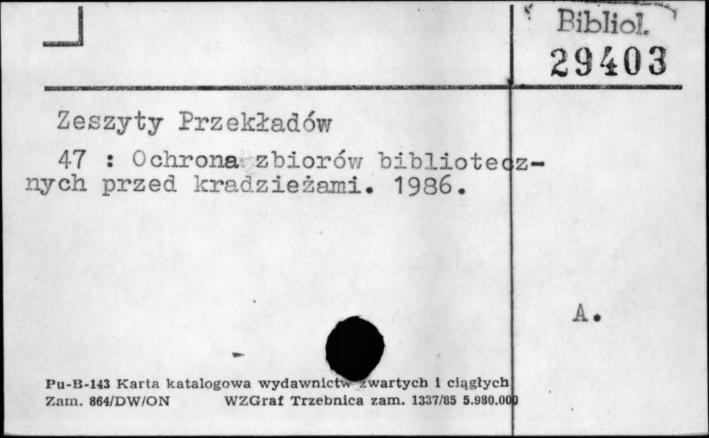 Bibliol.
29403
Zeszyty Przekładów
47 : Ochrona zbiorów bibliotecz-
nych przed kradzieżami. 1986.
A.
Pu-B-143 Karta katalogowa wydawnictw zwartych i ciągłych
Zam. 864/DW/ON WZGraf Trzebnica zam. 1337/85 5.980.000